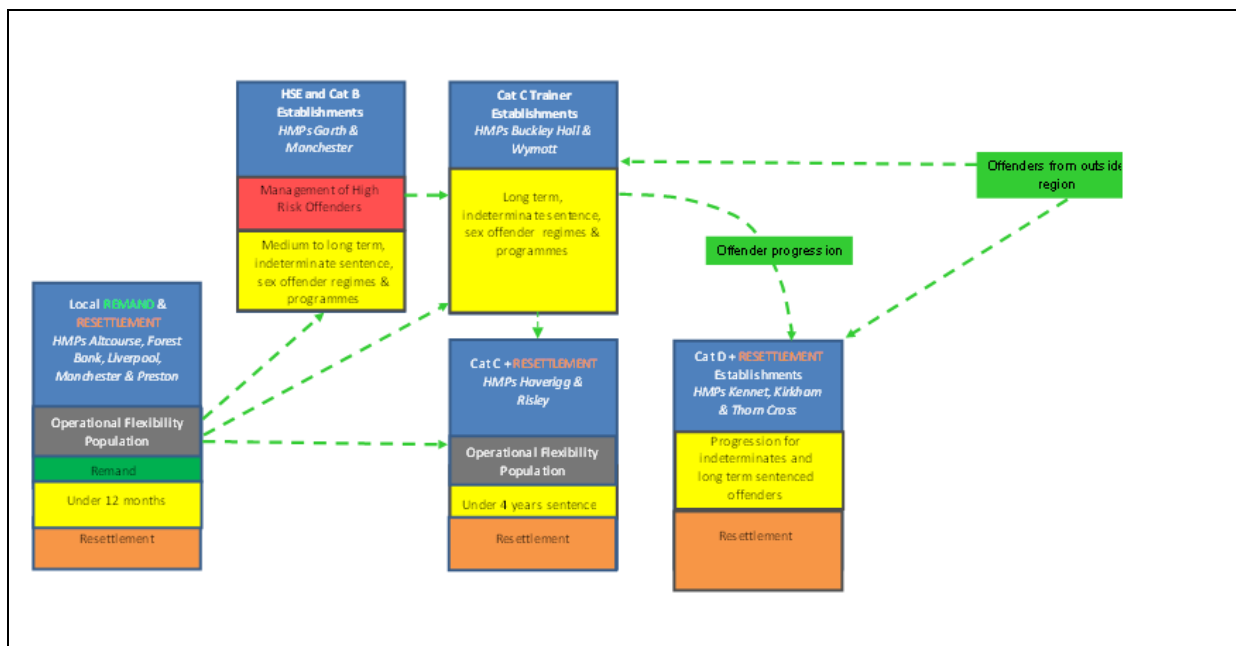 HSE and Cat B
Establishments
HMPs Garth &
Manchester
Management of High
Risk Offenders
Medium to long term,
indeterminate sentence,
sex offender regimes &
programmes
Cat C Trainer
Establishments
HMPs Buckley Hall &
Wymott
Long term,
indeterminate sentence,
sex offender regimes &
programmes
Offenders from outside
region
Offender progression
Local REMAND &
RESETTLEMENT
HMPs Altcourse, Forest
Bank, Liverpool,
Manchester & Preston
Operational Flexibility
Population
Remand
Under 12 months
Resettlement
Cat C + RESETTLEMENT
HMPs Haverigg &
Risley
Operational Flexibility
Population
Under 4 years sentence
Resettlement
Cat D + RESETTLEMENT
Establishments
HMPs Kennet, Kirkham
& Thorn Cross
Progression for
indeterminates and
long term sentenced
offenders
Resettlement